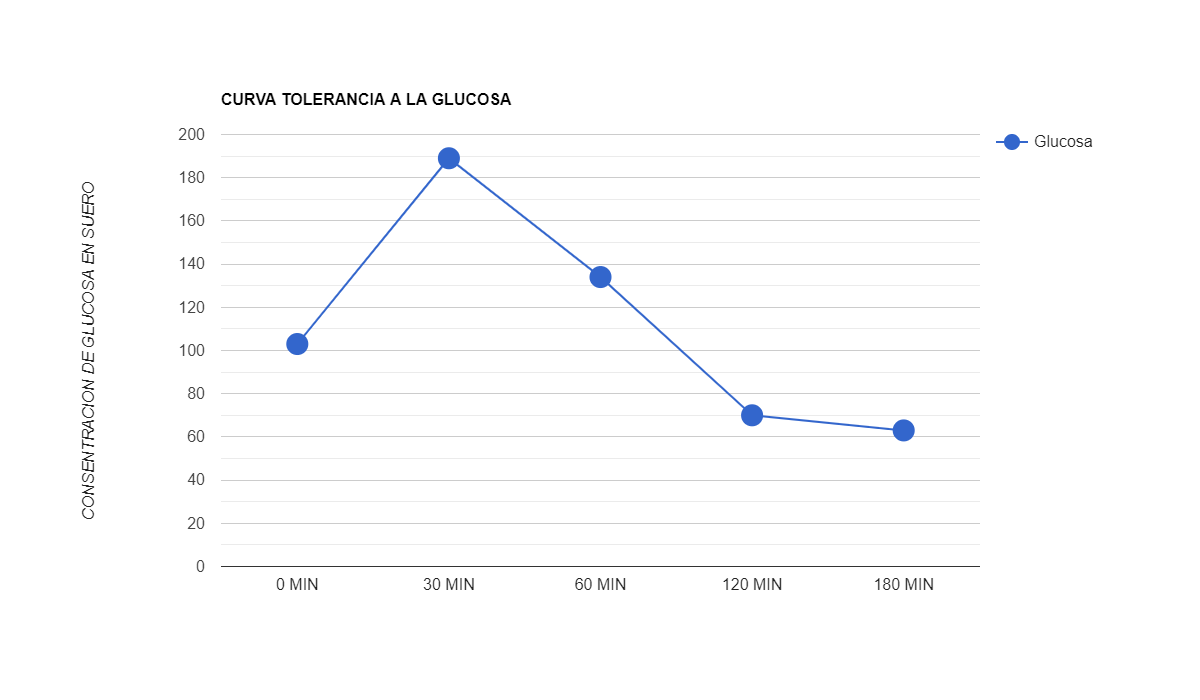 CURVA TOLERANCIA A LA GLUCOSA
Glucosa
CONSENTRACION DE GLUCOSA EN SUERO
200
180
160
140
120
100
80
60
40
20
0
0 MIN
30 MIN
60 MIN
120 MIN
180 MIN